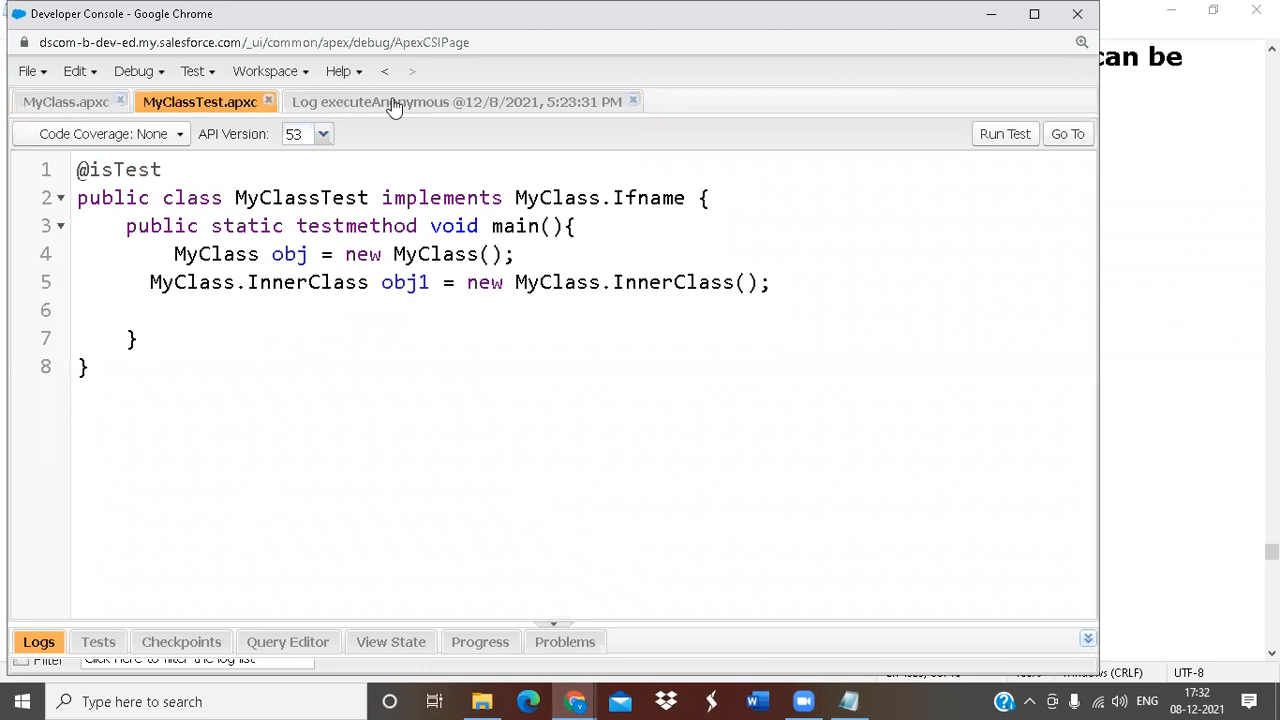 Developer Console - Google Chrome
dscom-b-dev-ed.my.salesforce.com/_ui/common/apex/debug/ApexCSIPage
can be
File Edit Debug Test Workspace Help < >
MyClass.apxc MyClassTest.apxc Log executeAnonymous @12/8/2021, 5:23:31 PM
Code Coverage: None API Version: 53 Run Test Go To
1 @isTest
2 public class MyClassTest implements MyClass.Ifname {
3 public static testmethod void main(){
4 MyClass obj = new MyClass();
5 MyClass.InnerClass obj1 = new MyClass.InnerClass();
6
7 }
8 }
Logs Tests Checkpoints Query Editor View State Progress Problems
Filter Click here to filter the log list
(CRLF) UTF-8
Type here to search
ENG 17:32
08-12-2021